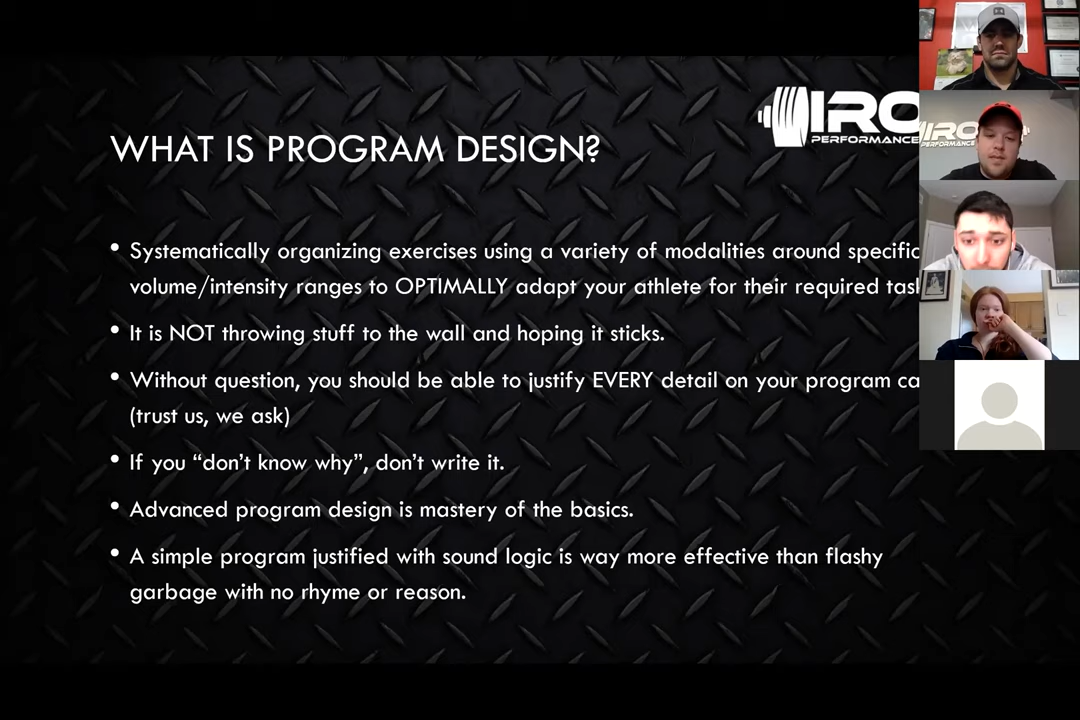 IRO
PERFORMANCE
WHAT IS PROGRAM DESIGN?
IRO
PERFORMANCE
• Systematically organizing exercises using a variety of modalities around specific
volume/intensity ranges to OPTIMALLY adapt your athlete for their required
• It is NOT throwing stuff to the wall and hoping it sticks.
• Without question, you should be able to justify EVERY detail on your program
(trust us, we ask)
• If you “don’t know why”, don’t write it.
• Advanced program design is mastery of the basics.
• A simple program justified with sound logic is way more effective than flashy
garbage with no rhyme or reason.